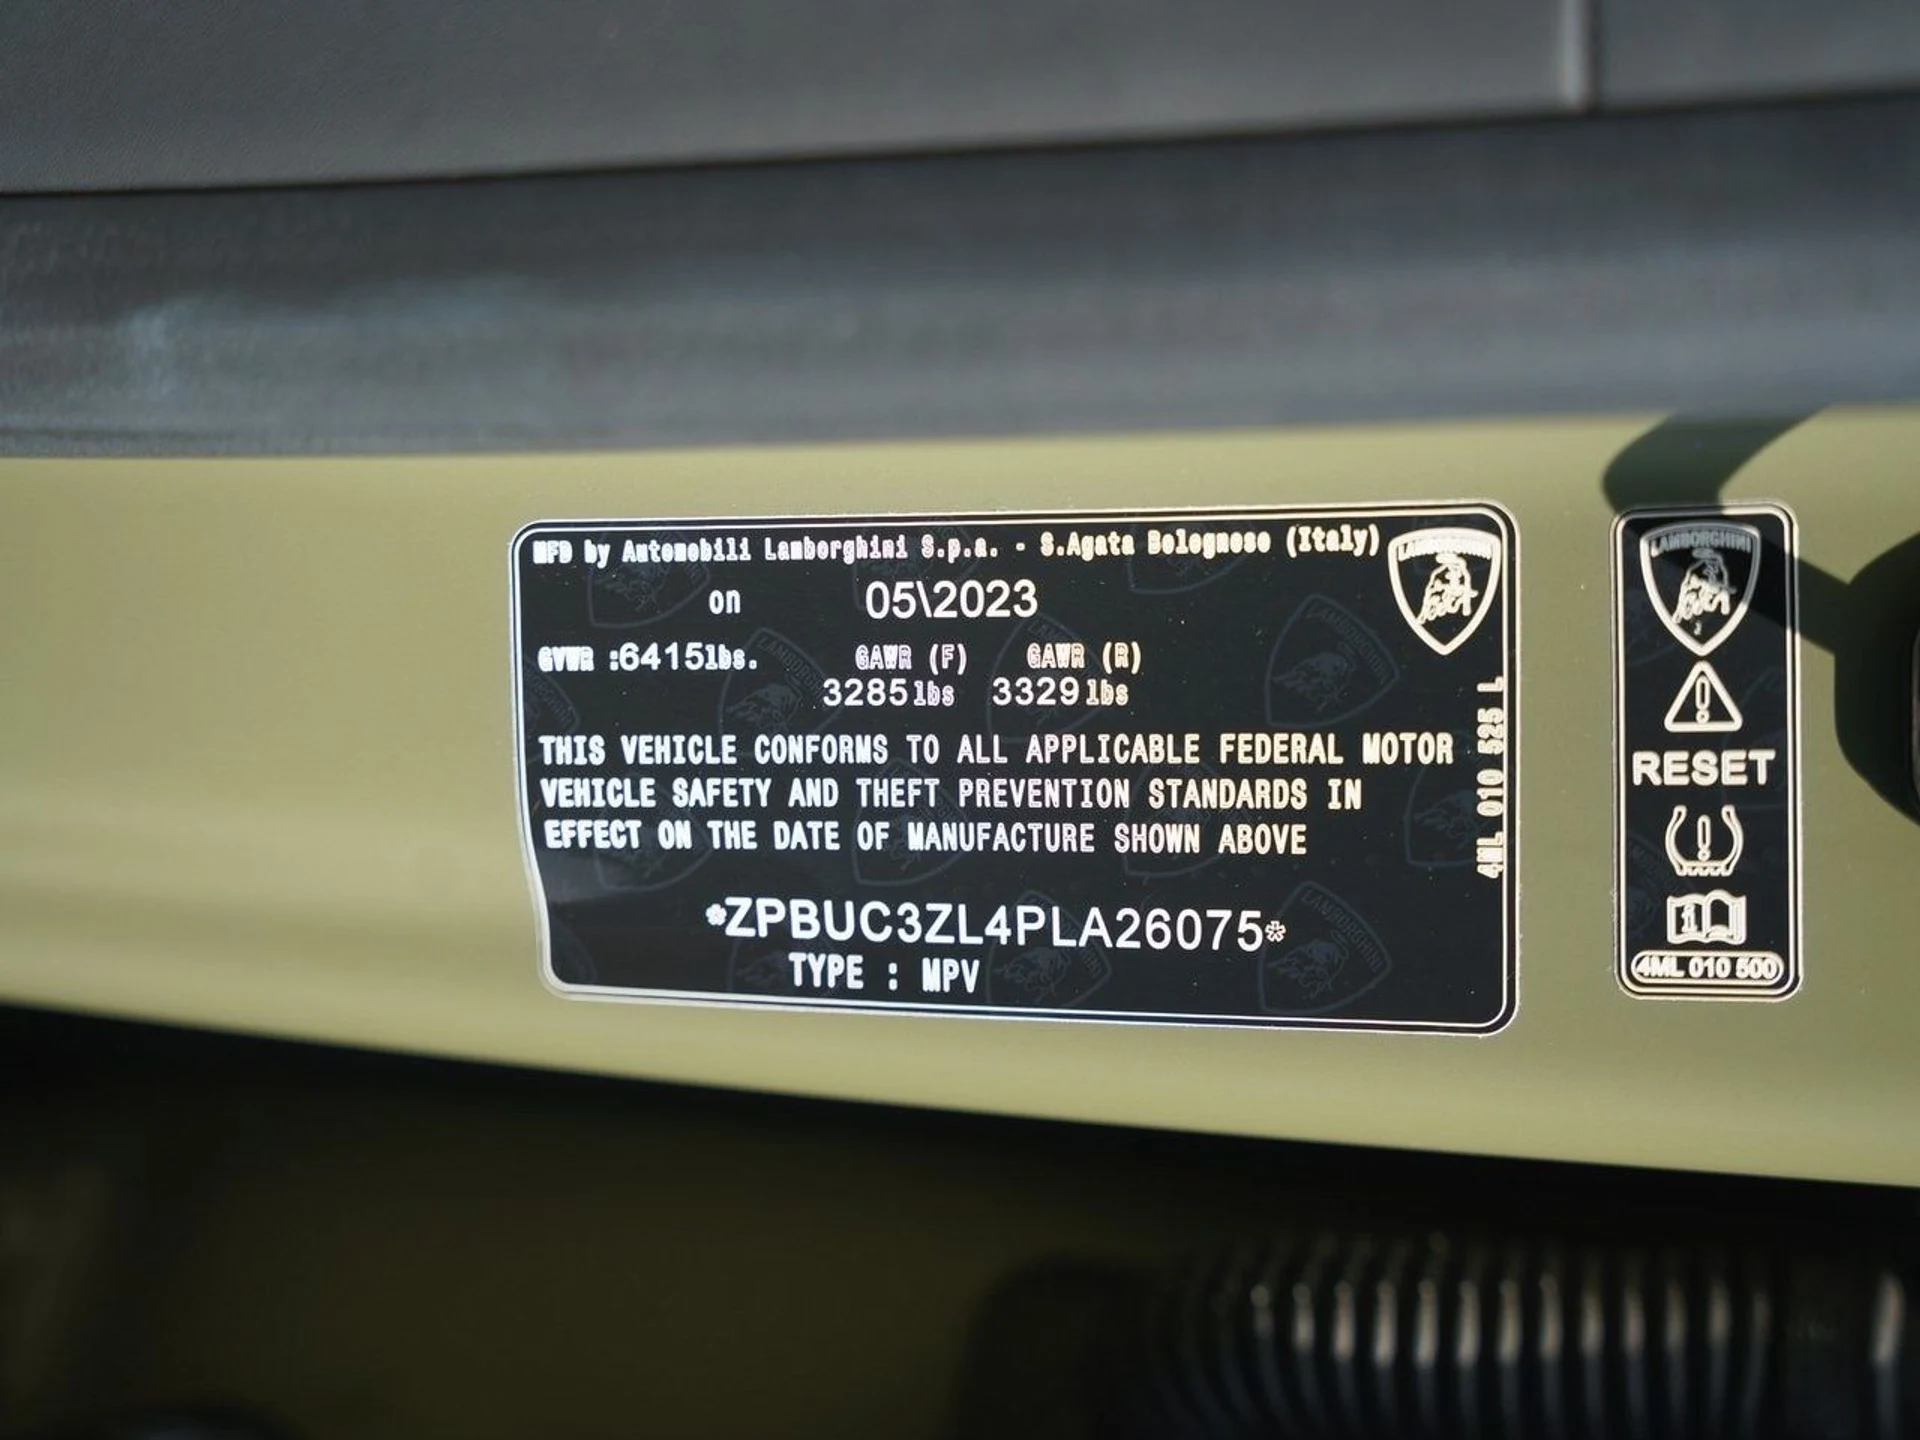 MFD by Automobili Lamborghini S.p.a. - S.Agata Bolognese (Italy)
on 05\2023
GVWR :6415lbs. GAWR (F) GAWR (R)
3285lbs 3329lbs
THIS VEHICLE CONFORMS TO ALL APPLICABLE FEDERAL MOTOR
VEHICLE SAFETY AND THEFT PREVENTION STANDARDS IN
EFFECT ON THE DATE OF MANUFACTURE SHOWN ABOVE
*ZPBUC3ZL4PLA26075*
TYPE : MPV
LAMBORGHINI
4ML 010 525 L
LAMBORGHINI
RESET
4ML 010 500